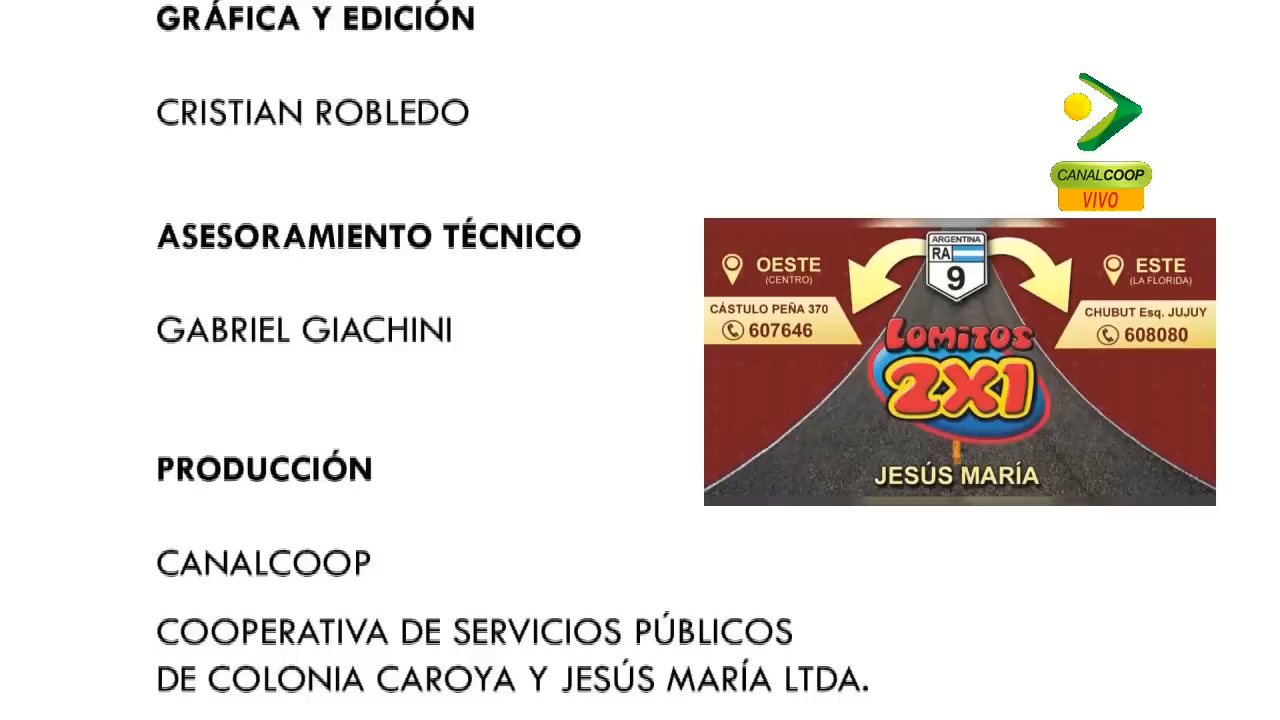 GRÁFICA Y EDICIÓN
CRISTIAN ROBLEDO
ASESORAMIENTO TÉCNICO
GABRIEL GIACHINI
PRODUCCIÓN
CANALCOOP
COOPERATIVA DE SERVICIOS PÚBLICOS
DE COLONIA CAROYA Y JESÚS MARÍA LTDA.
CANALCOOP
VIVO
ARGENTINA
RA
9
OESTE
(CENTRO)
CÁSTULO PEÑA 370
607646
ESTE
(LA FLORIDA)
CHUBUT Esq. JUJUY
608080
LOMITOS
2X1
JESÚS MARÍA